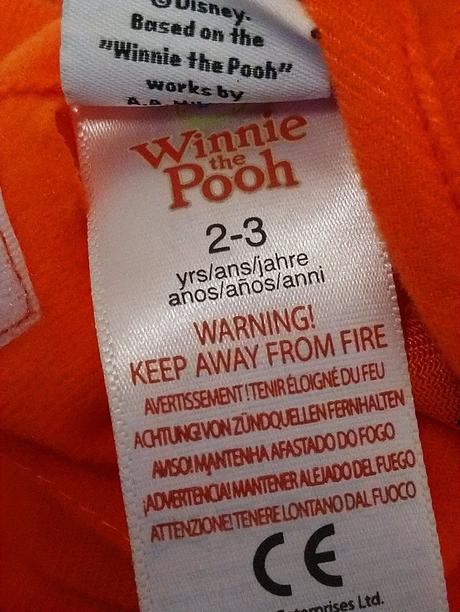 ©Disney.
Based on the
"Winnie the Pooh"
works by
Winnie
the
Pooh
2-3
yrs/ans/jahre
anos/años/anni
WARNING!
KEEP AWAY FROM FIRE
AVERTISSEMENT! TENIR ÉLOIGNÉ DU FEU
ACHTUNG! VON ZÜNDQUELLEN FERNHALTEN
AVISO! MANTENHA AFASTADO DO FOGO
¡ADVERTENCIA! MANTENER ALEJADO DEL FUEGO
ATTENZIONE! TENERE LONTANO DAL FUOCO
CE
Ltd.